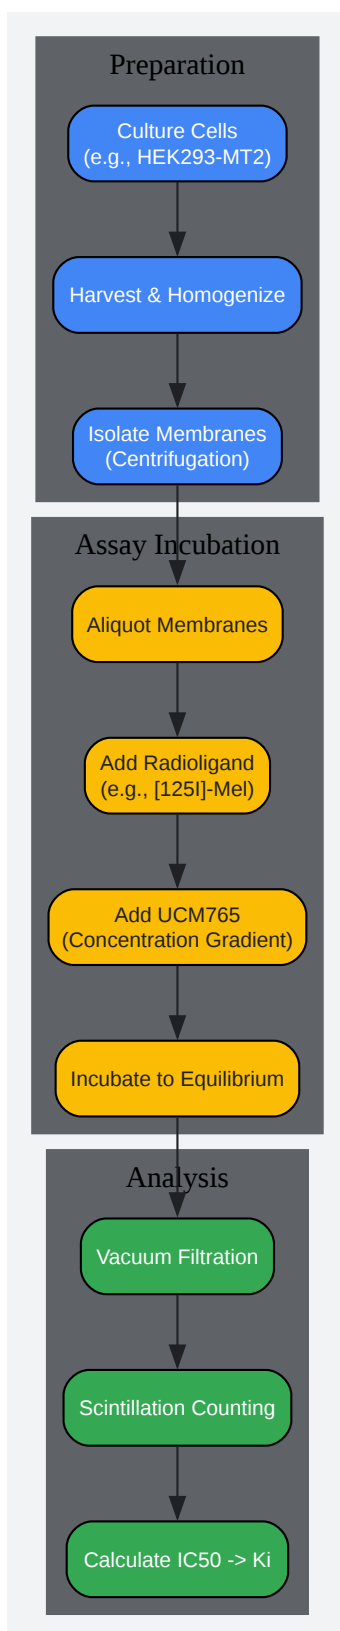 Preparation
Culture Cells
(e.g., HEK293-MT2)
Harvest & Homogenize
Isolate Membranes
(Centrifugation)
Assay Incubation
Aliquot Membranes
Add Radioligand
(e.g., [125I]-Mel)
Add UCM765
(Concentration Gradient)
Incubate to Equilibrium
Analysis
Vacuum Filtration
Scintillation Counting
Calculate IC50 -> Ki